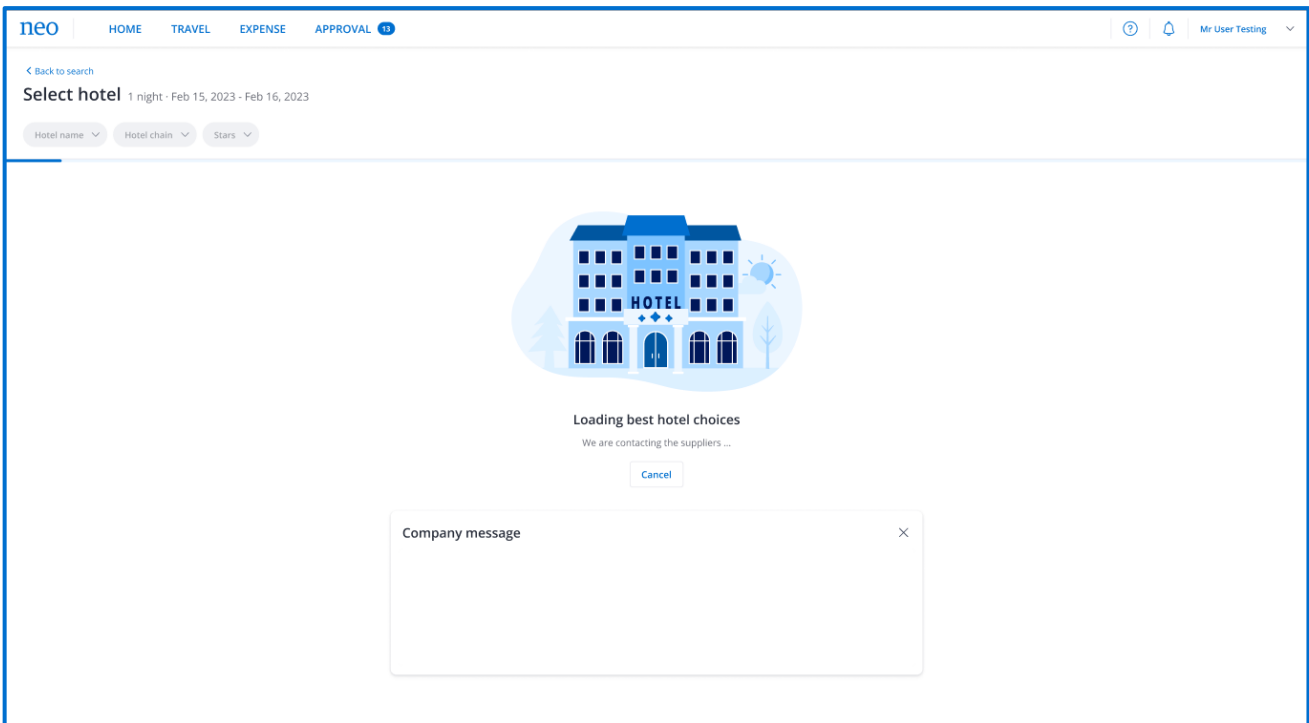 neo HOME TRAVEL EXPENSE APPROVAL 13 Mr User Testing
Back to search
Select hotel 1 night · Feb 15, 2023 - Feb 16, 2023
Hotel name Hotel chain Stars
HOTEL
Loading best hotel choices
We are contacting the suppliers ...
Cancel
Company message